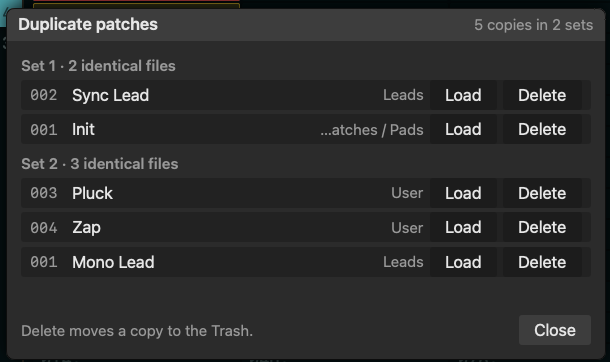 Duplicate patches 5 copies in 2 sets
Set 1 · 2 identical files
002 Sync Lead Leads Load Delete
001 Init ...atches / Pads Load Delete
Set 2 · 3 identical files
003 Pluck User Load Delete
004 Zap User Load Delete
001 Mono Lead Leads Load Delete
Delete moves a copy to the Trash. Close